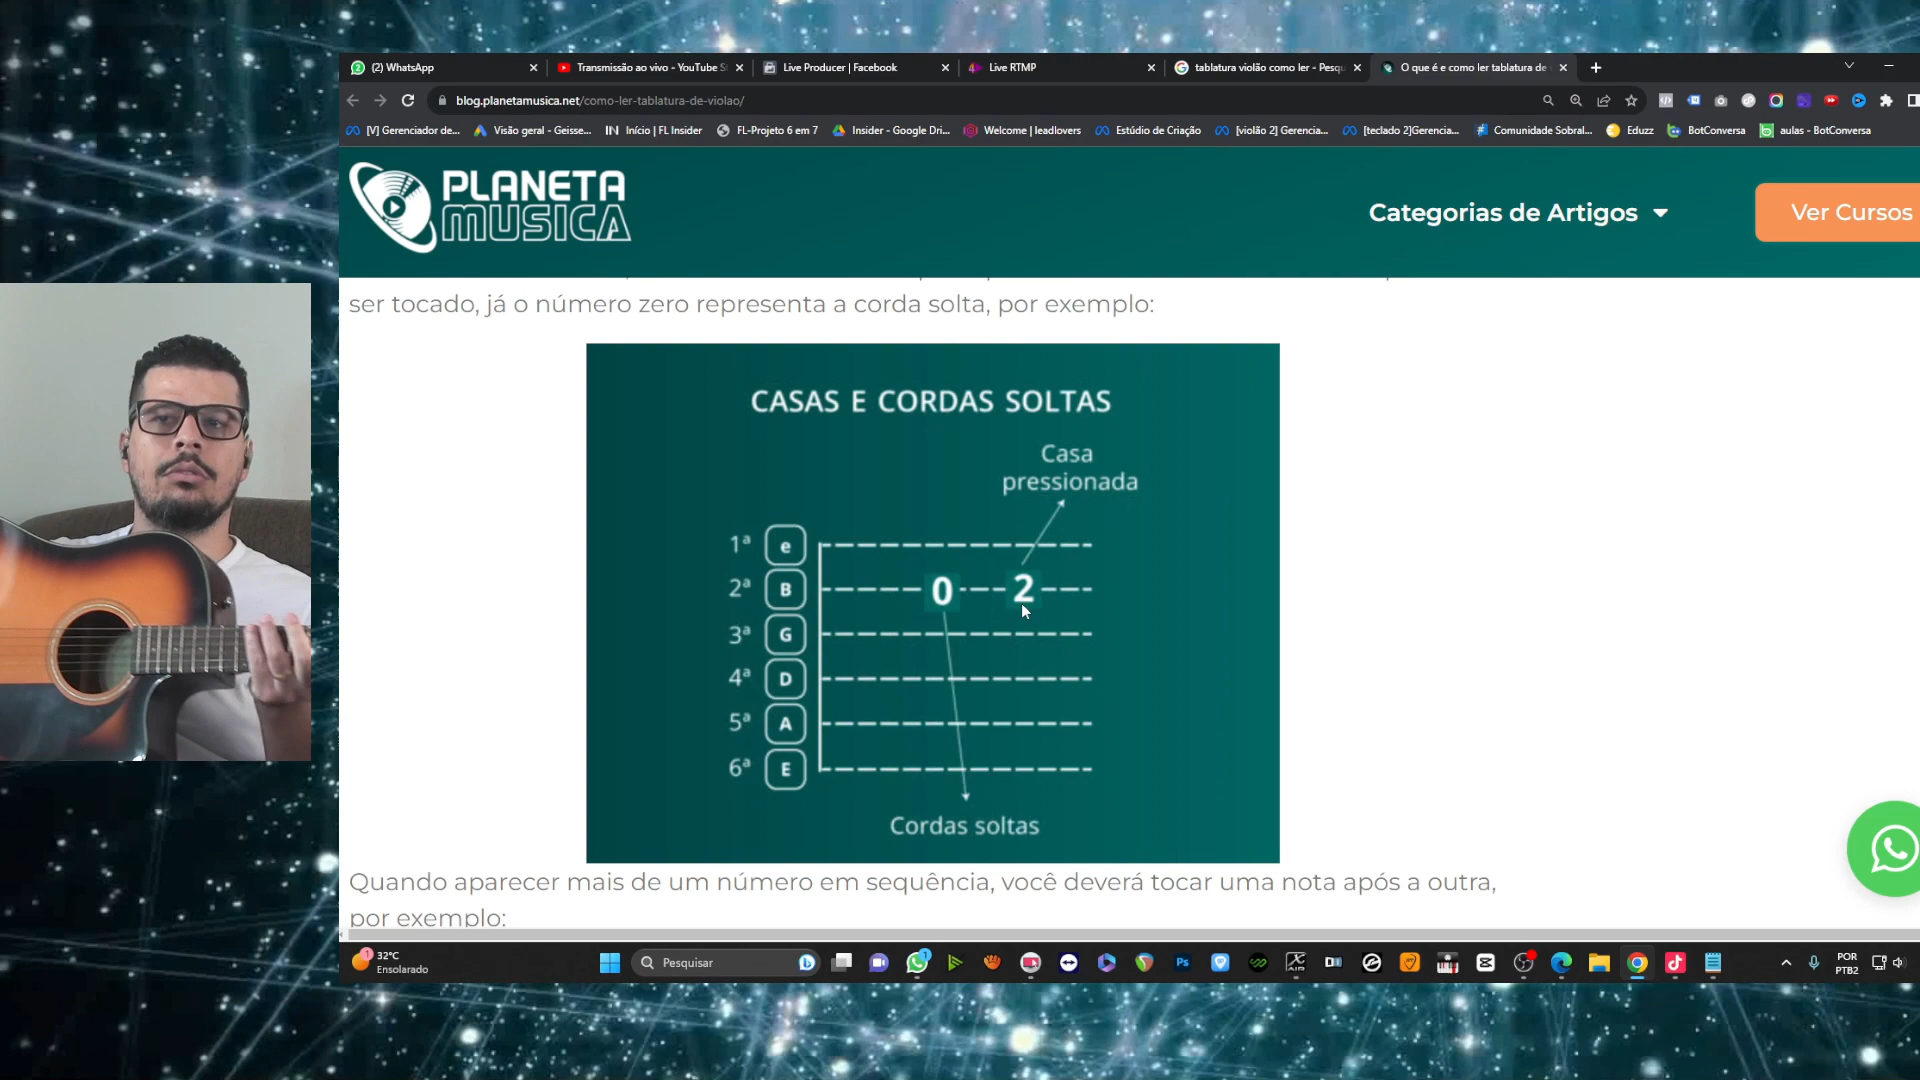 (2) WhatsApp
Transmissão ao vivo - YouTube S
Live Producer | Facebook
Live RTMP
tablatura violão como ler - Pesqu
O que é e como ler tablatura de
blog.planetamusica.net/como-ler-tablatura-de-violao/
[V] Gerenciador de...
Visão geral - Geisse...
Início | FL Insider
FL-Projeto 6 em 7
Insider - Google Dri...
Welcome | leadlovers
Estúdio de Criação
[violão 2] Gerencia...
[teclado 2]Gerencia...
Comunidade Sobral...
Eduzz
BotConversa
aulas - BotConversa
PLANETA
MUSICA
Categorias de Artigos
Ver Cursos
ser tocado, já o número zero representa a corda solta, por exemplo:
CASAS E CORDAS SOLTAS
Casa
pressionada
1ª e
2ª B 0 2
3ª G
4ª D
5ª A
6ª E
Cordas soltas
Quando aparecer mais de um número em sequência, você deverá tocar uma nota após a outra,
por exemplo:
32°C
Ensolarado
Pesquisar
POR
PTB2